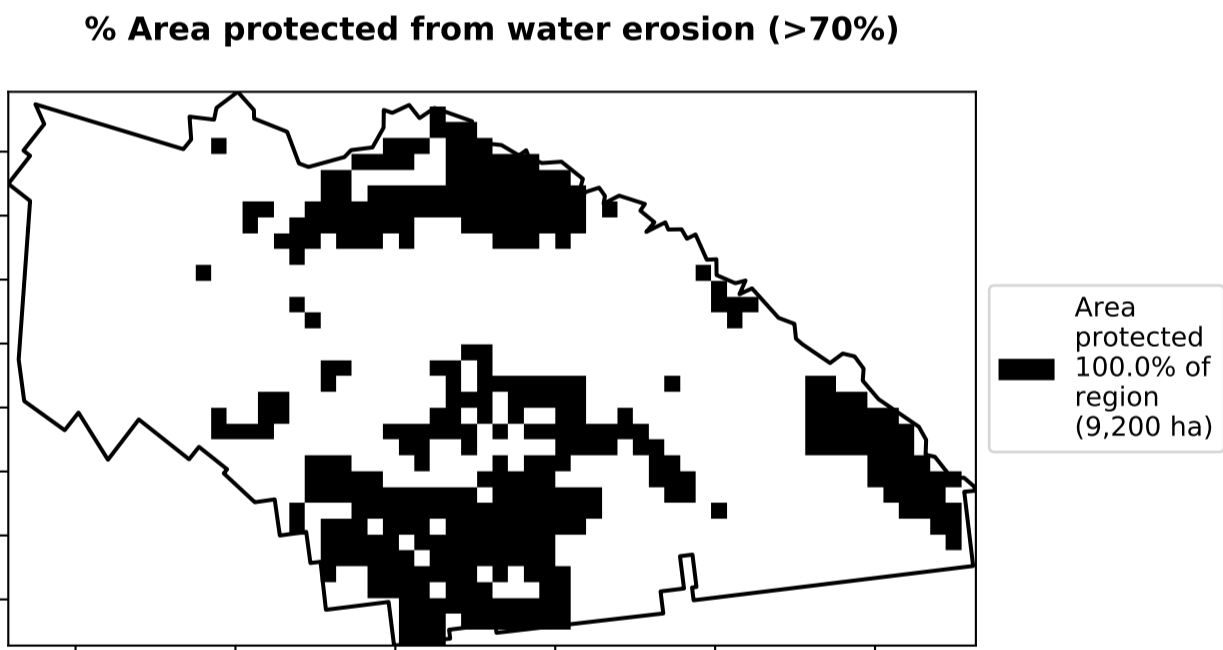 % Area protected from water erosion (>70%)
Area
protected
100.0% of
region
(9,200 ha)